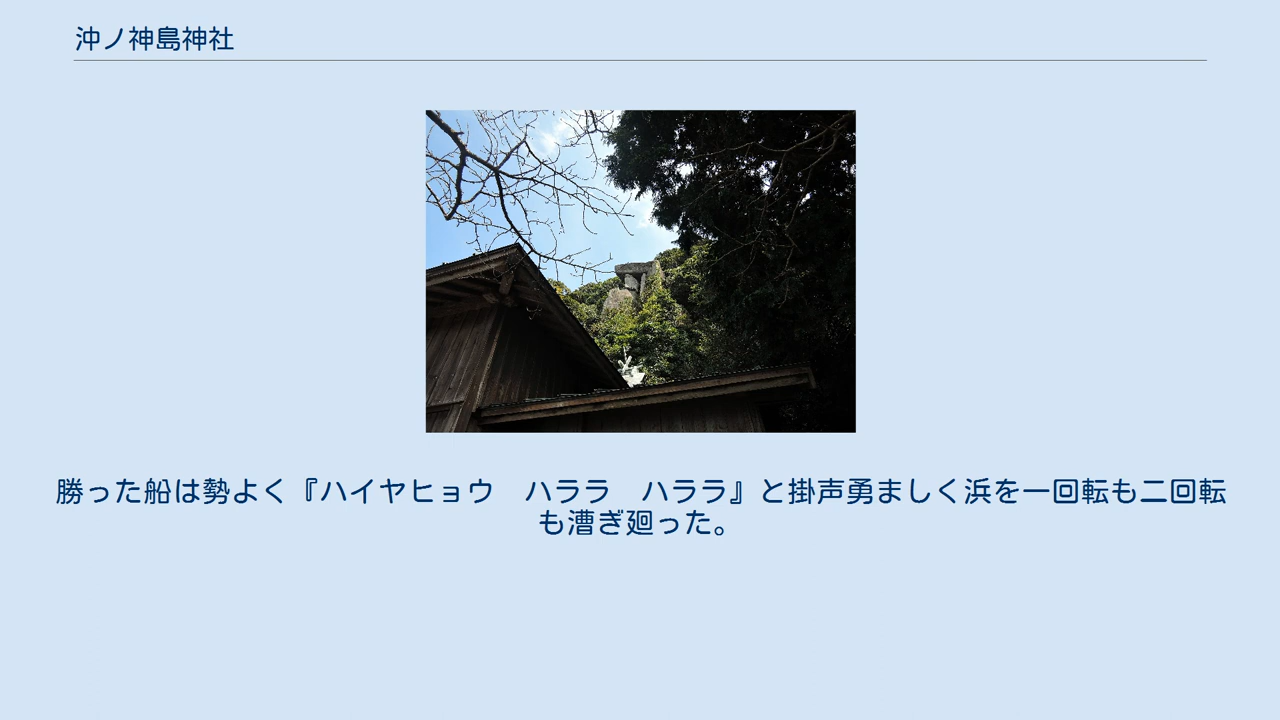 沖ノ神島神社
勝った船は勢よく『ハイヤヒョウ　ハララ　ハララ』と掛声勇ましく浜を一回転も二回転
も漕ぎ廻った。